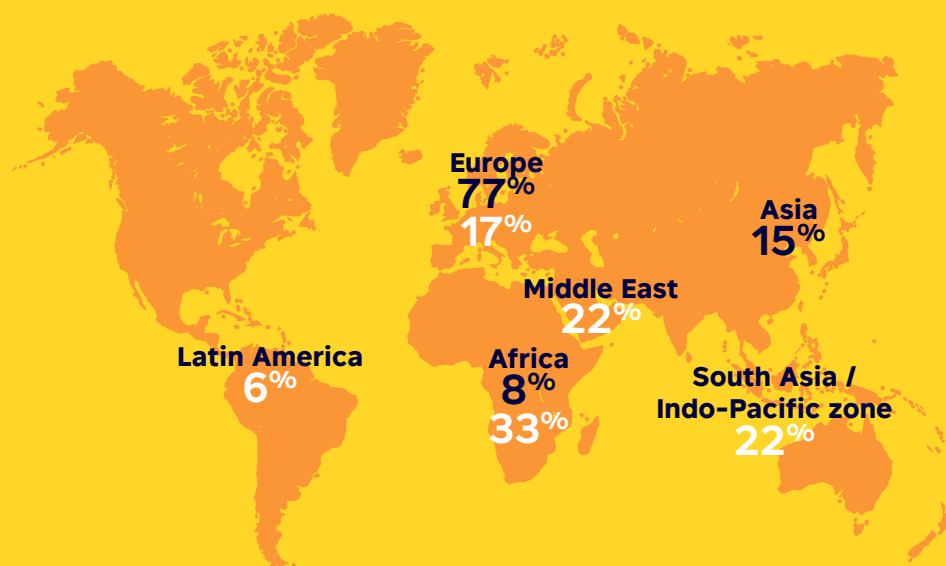 Europe
77%
17%
Asia
15%
Middle East
22%
Latin America
6%
Africa
8%
33%
South Asia /
Indo-Pacific zone
22%